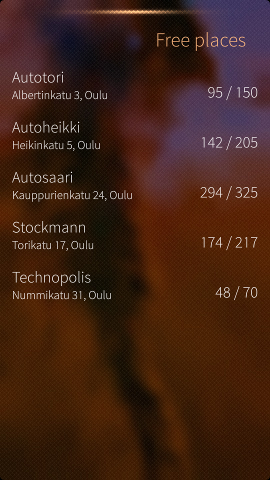 Free places
Autotori
Albertinkatu 3, Oulu
95 / 150
Autoheikki
Heikinkatu 5, Oulu
142 / 205
Autosaari
Kauppurienkatu 24, Oulu
294 / 325
Stockmann
Torikatu 17, Oulu
174 / 217
Technopolis
Nummikatu 31, Oulu
48 / 70